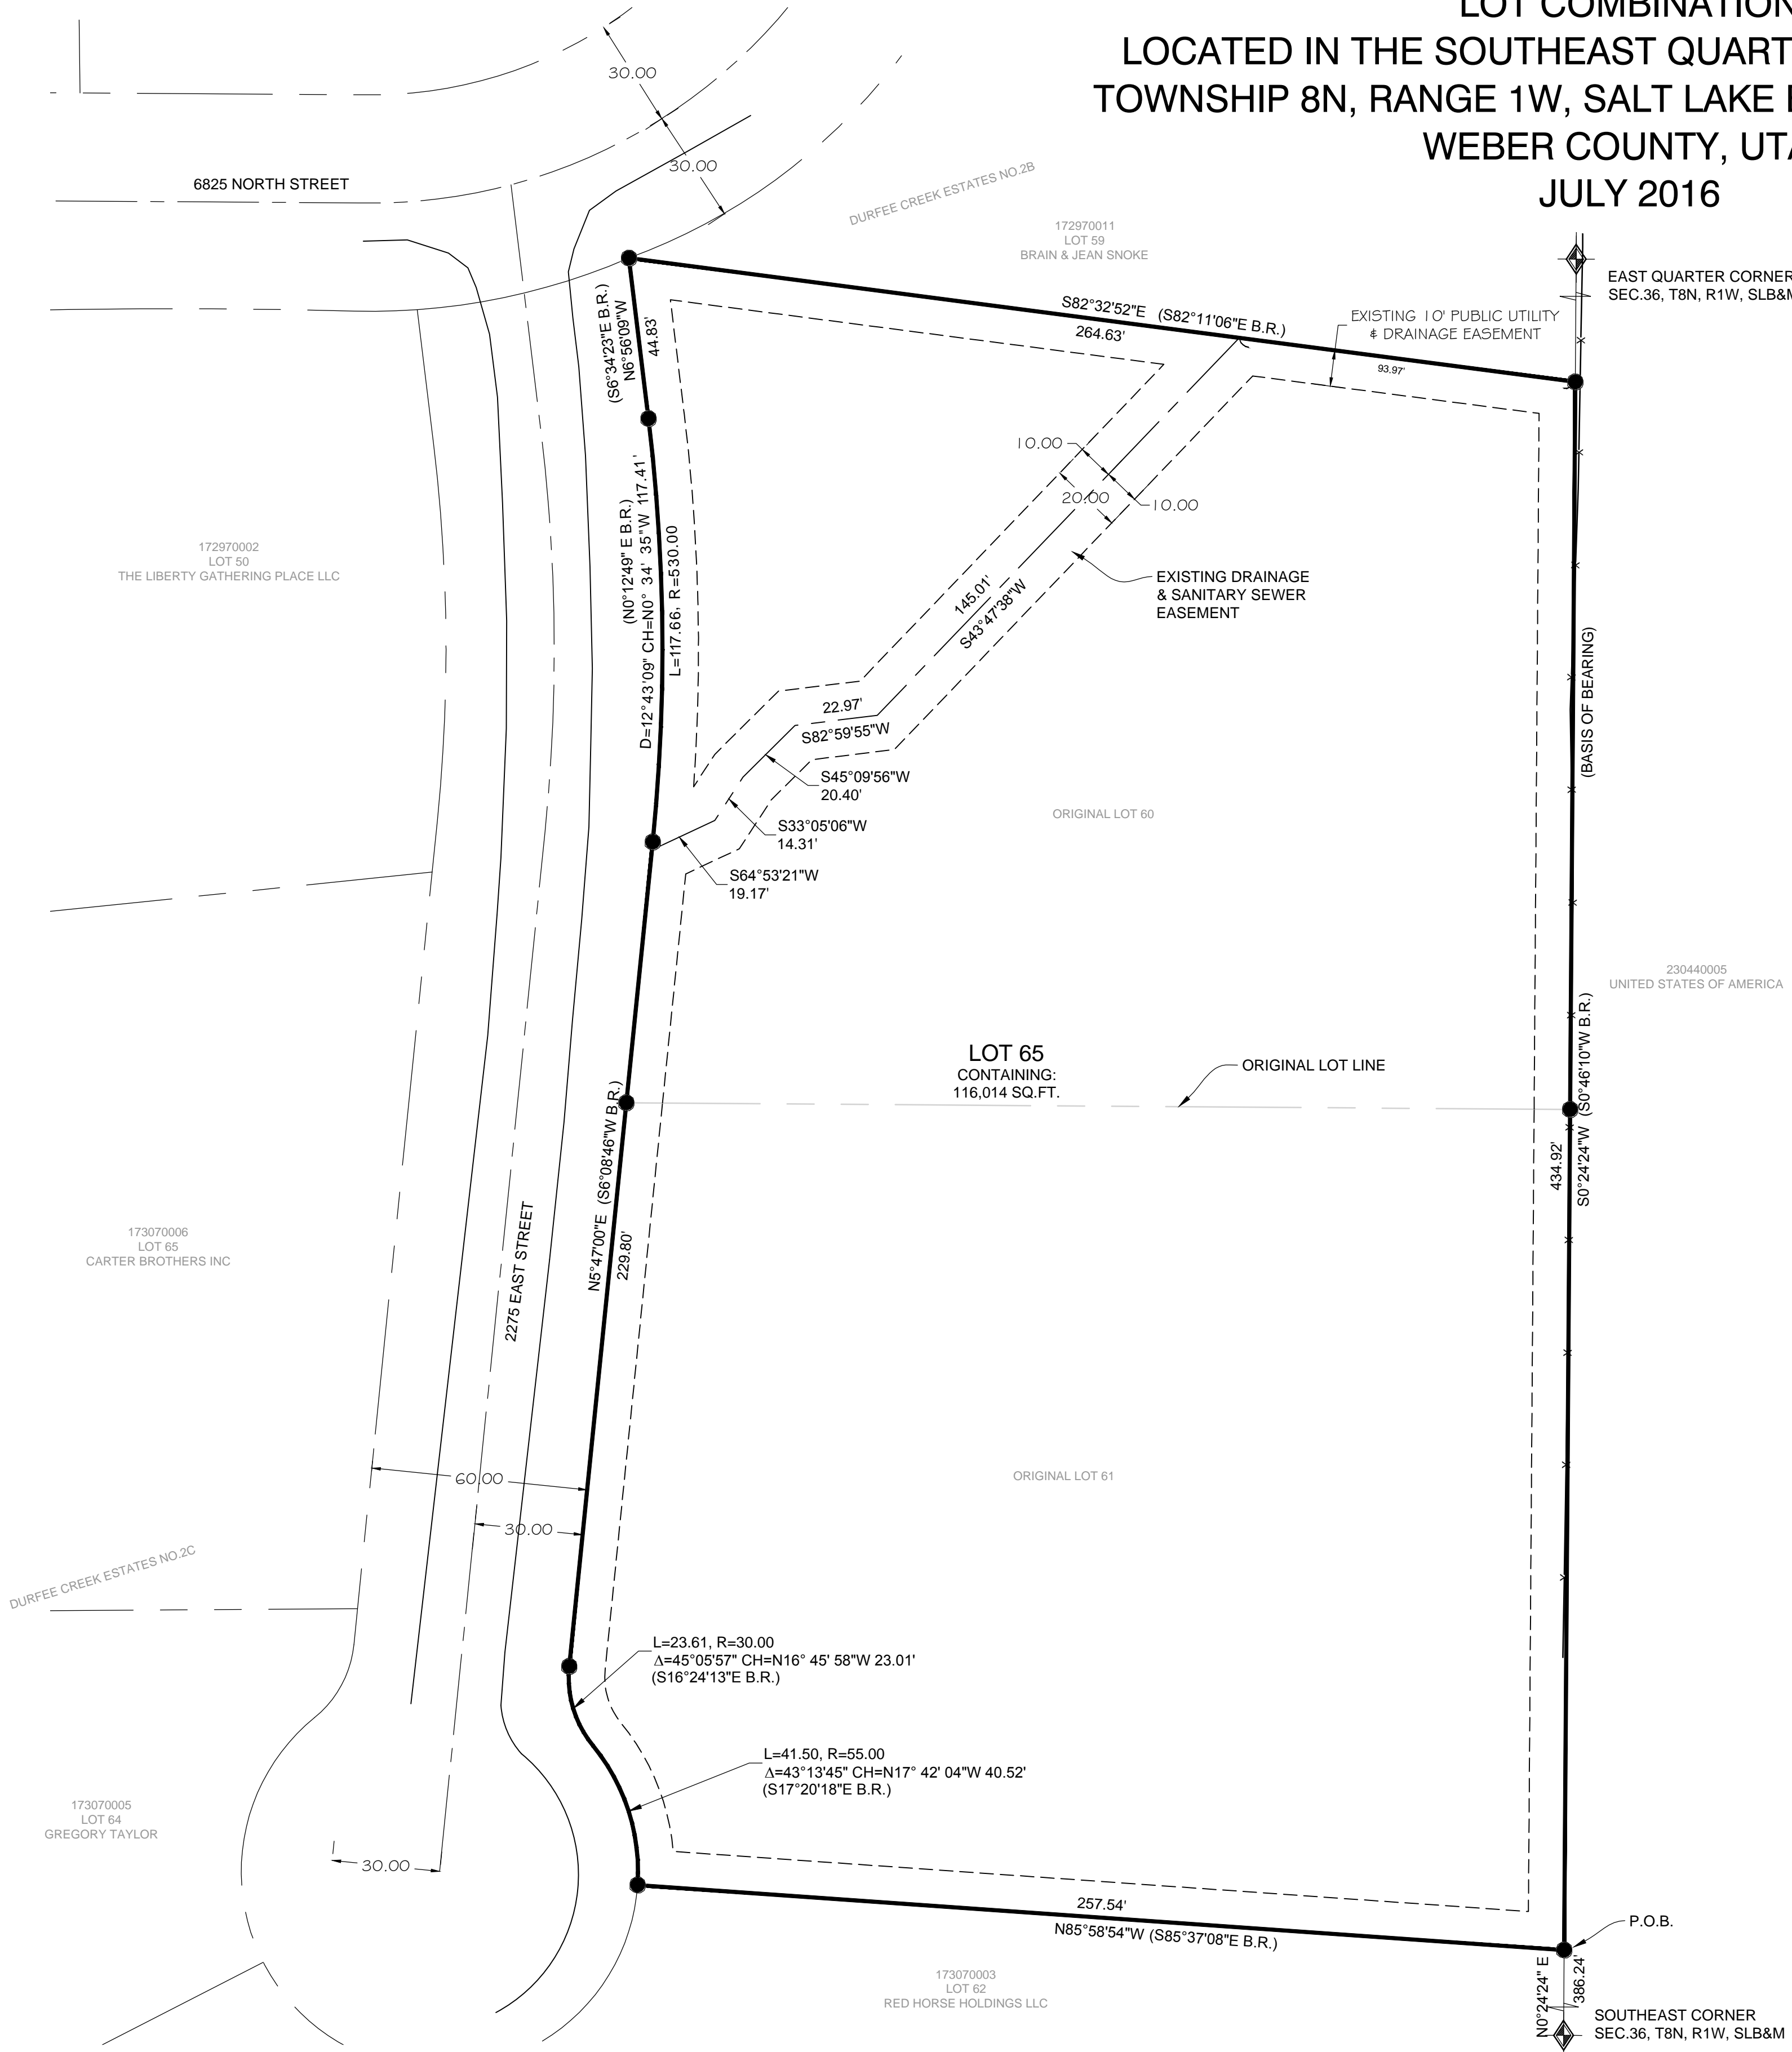 LOT COMBINATION
LOCATED IN THE SOUTHEAST QUART
TOWNSHIP 8N, RANGE 1W, SALT LAKE
WEBER COUNTY, UTA
JULY 2016
30.00
30.00
6825 NORTH STREET
DURFEE CREEK ESTATES NO.2B
172970011
LOT 59
BRAIN & JEAN SNOKE
EAST QUARTER CORNER
SEC.36, T8N, R1W, SLB&M
S82°32'52"E (S82°11'06"E B.R.)
264.63'
EXISTING 10' PUBLIC UTILITY
& DRAINAGE EASEMENT
93.97'
(S6°34'23"E B.R.)
N6°56'09"W
44.83'
10.00
20.00
10.00
(N0°12'49" E B.R.)
D=12°43'09" CH=N0° 34' 35"W 117.41'
L=117.66, R=530.00
172970002
LOT 50
THE LIBERTY GATHERING PLACE LLC
EXISTING DRAINAGE
& SANITARY SEWER
EASEMENT
145.01'
S43°47'38"W
(BASIS OF BEARING)
22.97'
S82°59'55"W
S45°09'56"W
20.40'
S33°05'06"W
14.31'
S64°53'21"W
19.17'
ORIGINAL LOT 60
230440005
UNITED STATES OF AMERICA
LOT 65
CONTAINING:
116,014 SQ.FT.
ORIGINAL LOT LINE
434.92'
S0°24'24"W (S0°46'10"W B.R.)
N5°47'00"E (S6°08'46"W B.R.)
229.80'
2275 EAST STREET
173070006
LOT 65
CARTER BROTHERS INC
60.00
30.00
ORIGINAL LOT 61
DURFEE CREEK ESTATES NO.2C
L=23.61, R=30.00
Δ=45°05'57" CH=N16° 45' 58"W 23.01'
(S16°24'13"E B.R.)
L=41.50, R=55.00
Δ=43°13'45" CH=N17° 42' 04"W 40.52'
(S17°20'18"E B.R.)
173070005
LOT 64
GREGORY TAYLOR
30.00
257.54'
N85°58'54"W (S85°37'08"E B.R.)
P.O.B.
N0°24'24" E
386.24'
173070003
LOT 62
RED HORSE HOLDINGS LLC
SOUTHEAST CORNER
SEC.36, T8N, R1W, SLB&M